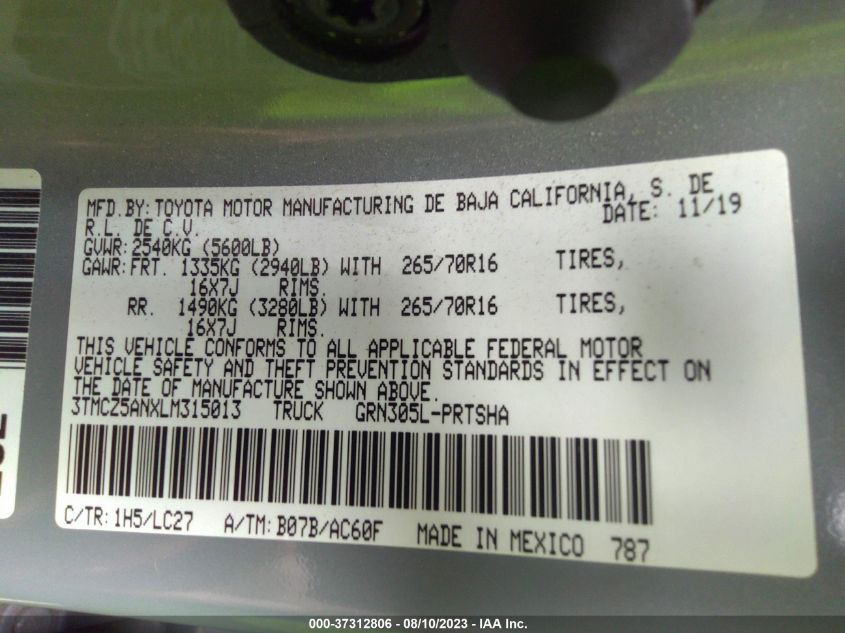 MFD.BY:TOYOTA MOTOR MANUFACTURING DE BAJA CALIFORNIA, S. DE
R.L. DE C.V. DATE: 11/19
GVWR:2540KG (5600LB)
GAWR:FRT. 1335KG (2940LB) WITH 265/70R16 TIRES,
16X7J RIMS.
RR. 1490KG (3280LB) WITH 265/70R16 TIRES,
16X7J RIMS.
THIS VEHICLE CONFORMS TO ALL APPLICABLE FEDERAL MOTOR
VEHICLE SAFETY AND THEFT PREVENTION STANDARDS IN EFFECT ON
THE DATE OF MANUFACTURE SHOWN ABOVE.
3TMCZ5ANXLM315013 TRUCK GRN305L-PRTSHA
C/TR:1H5/LC27 A/TM:B07B/AC60F MADE IN MEXICO 787
000-37312806 - 08/10/2023 - IAA Inc.